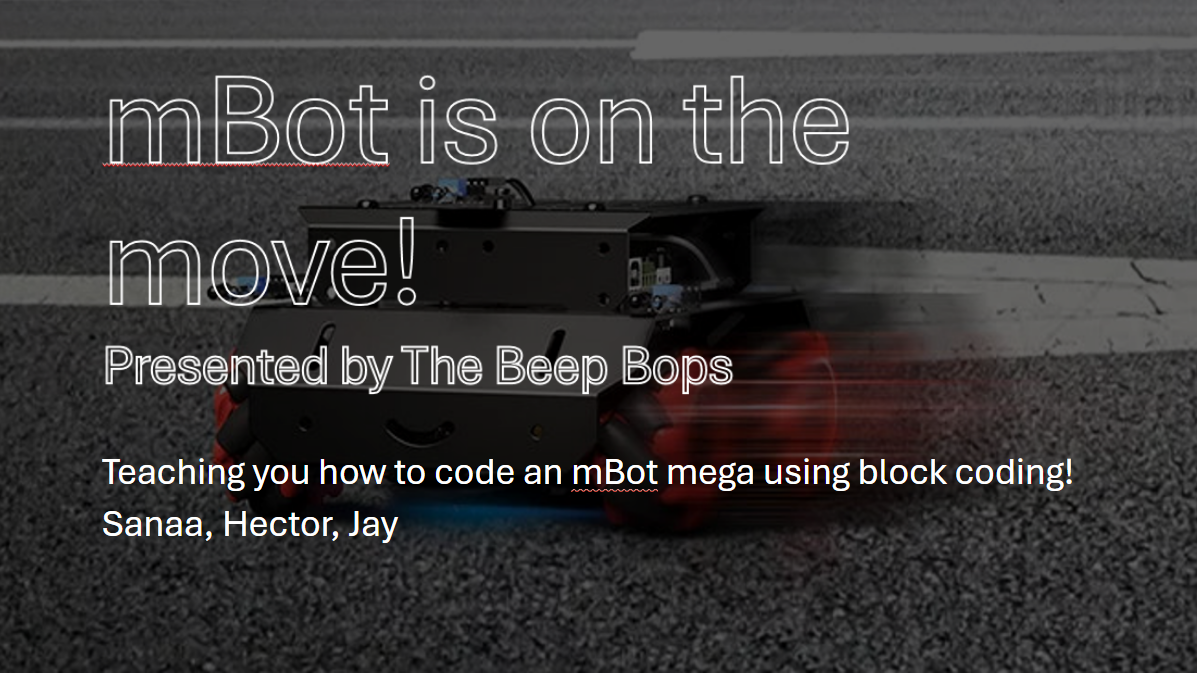 mBot is on the
move!
Presented by The Beep Bops
Teaching you how to code an mBot mega using block coding!
Sanaa, Hector, Jay